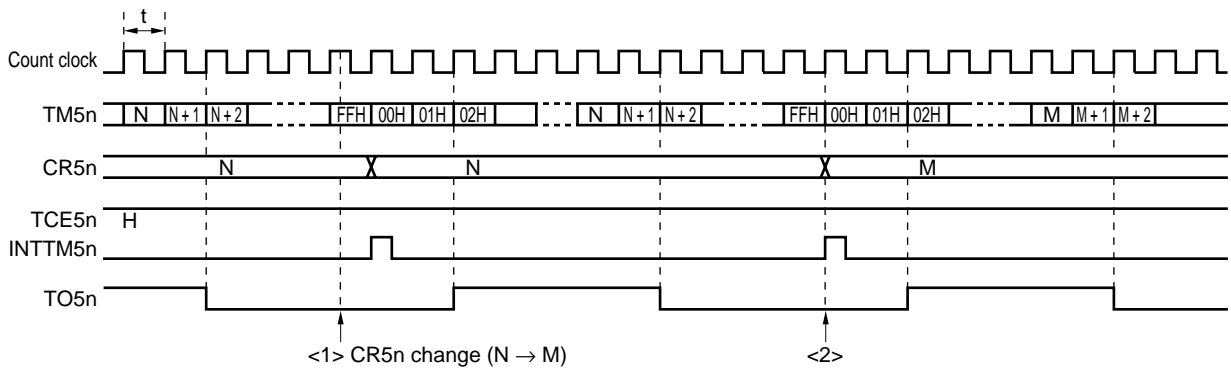 t
Count clock
TM5n N N + 1 N + 2 FFH 00H 01H 02H N N + 1 N + 2 FFH 00H 01H 02H M M + 1 M + 2
CR5n N N M
TCE5n H
INTTM5n
TO5n
<1> CR5n change (N → M) <2>